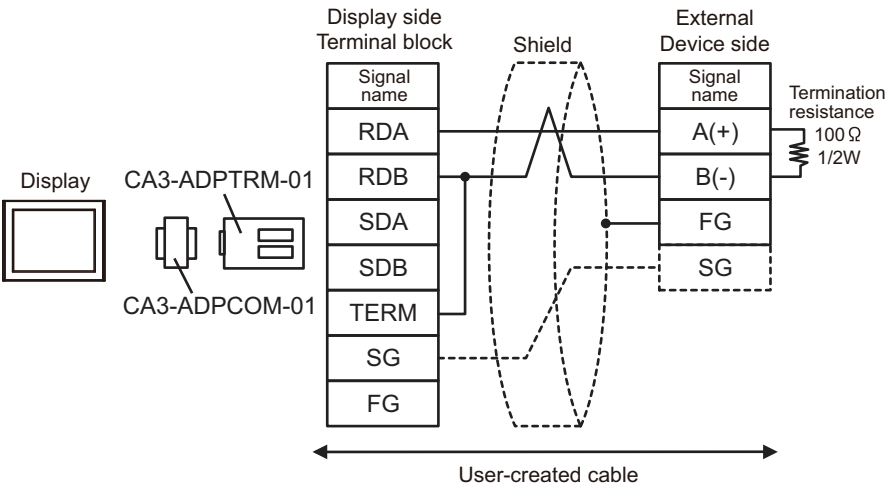 Display side
Terminal block
Shield
External
Device side
Signal
name
Signal
name
Termination
resistance
100 Ω
1/2W
RDA
A(+)
Display
CA3-ADPTRM-01
RDB
B(-)
SDA
FG
SDB
SG
CA3-ADPCOM-01
TERM
SG
FG
User-created cable